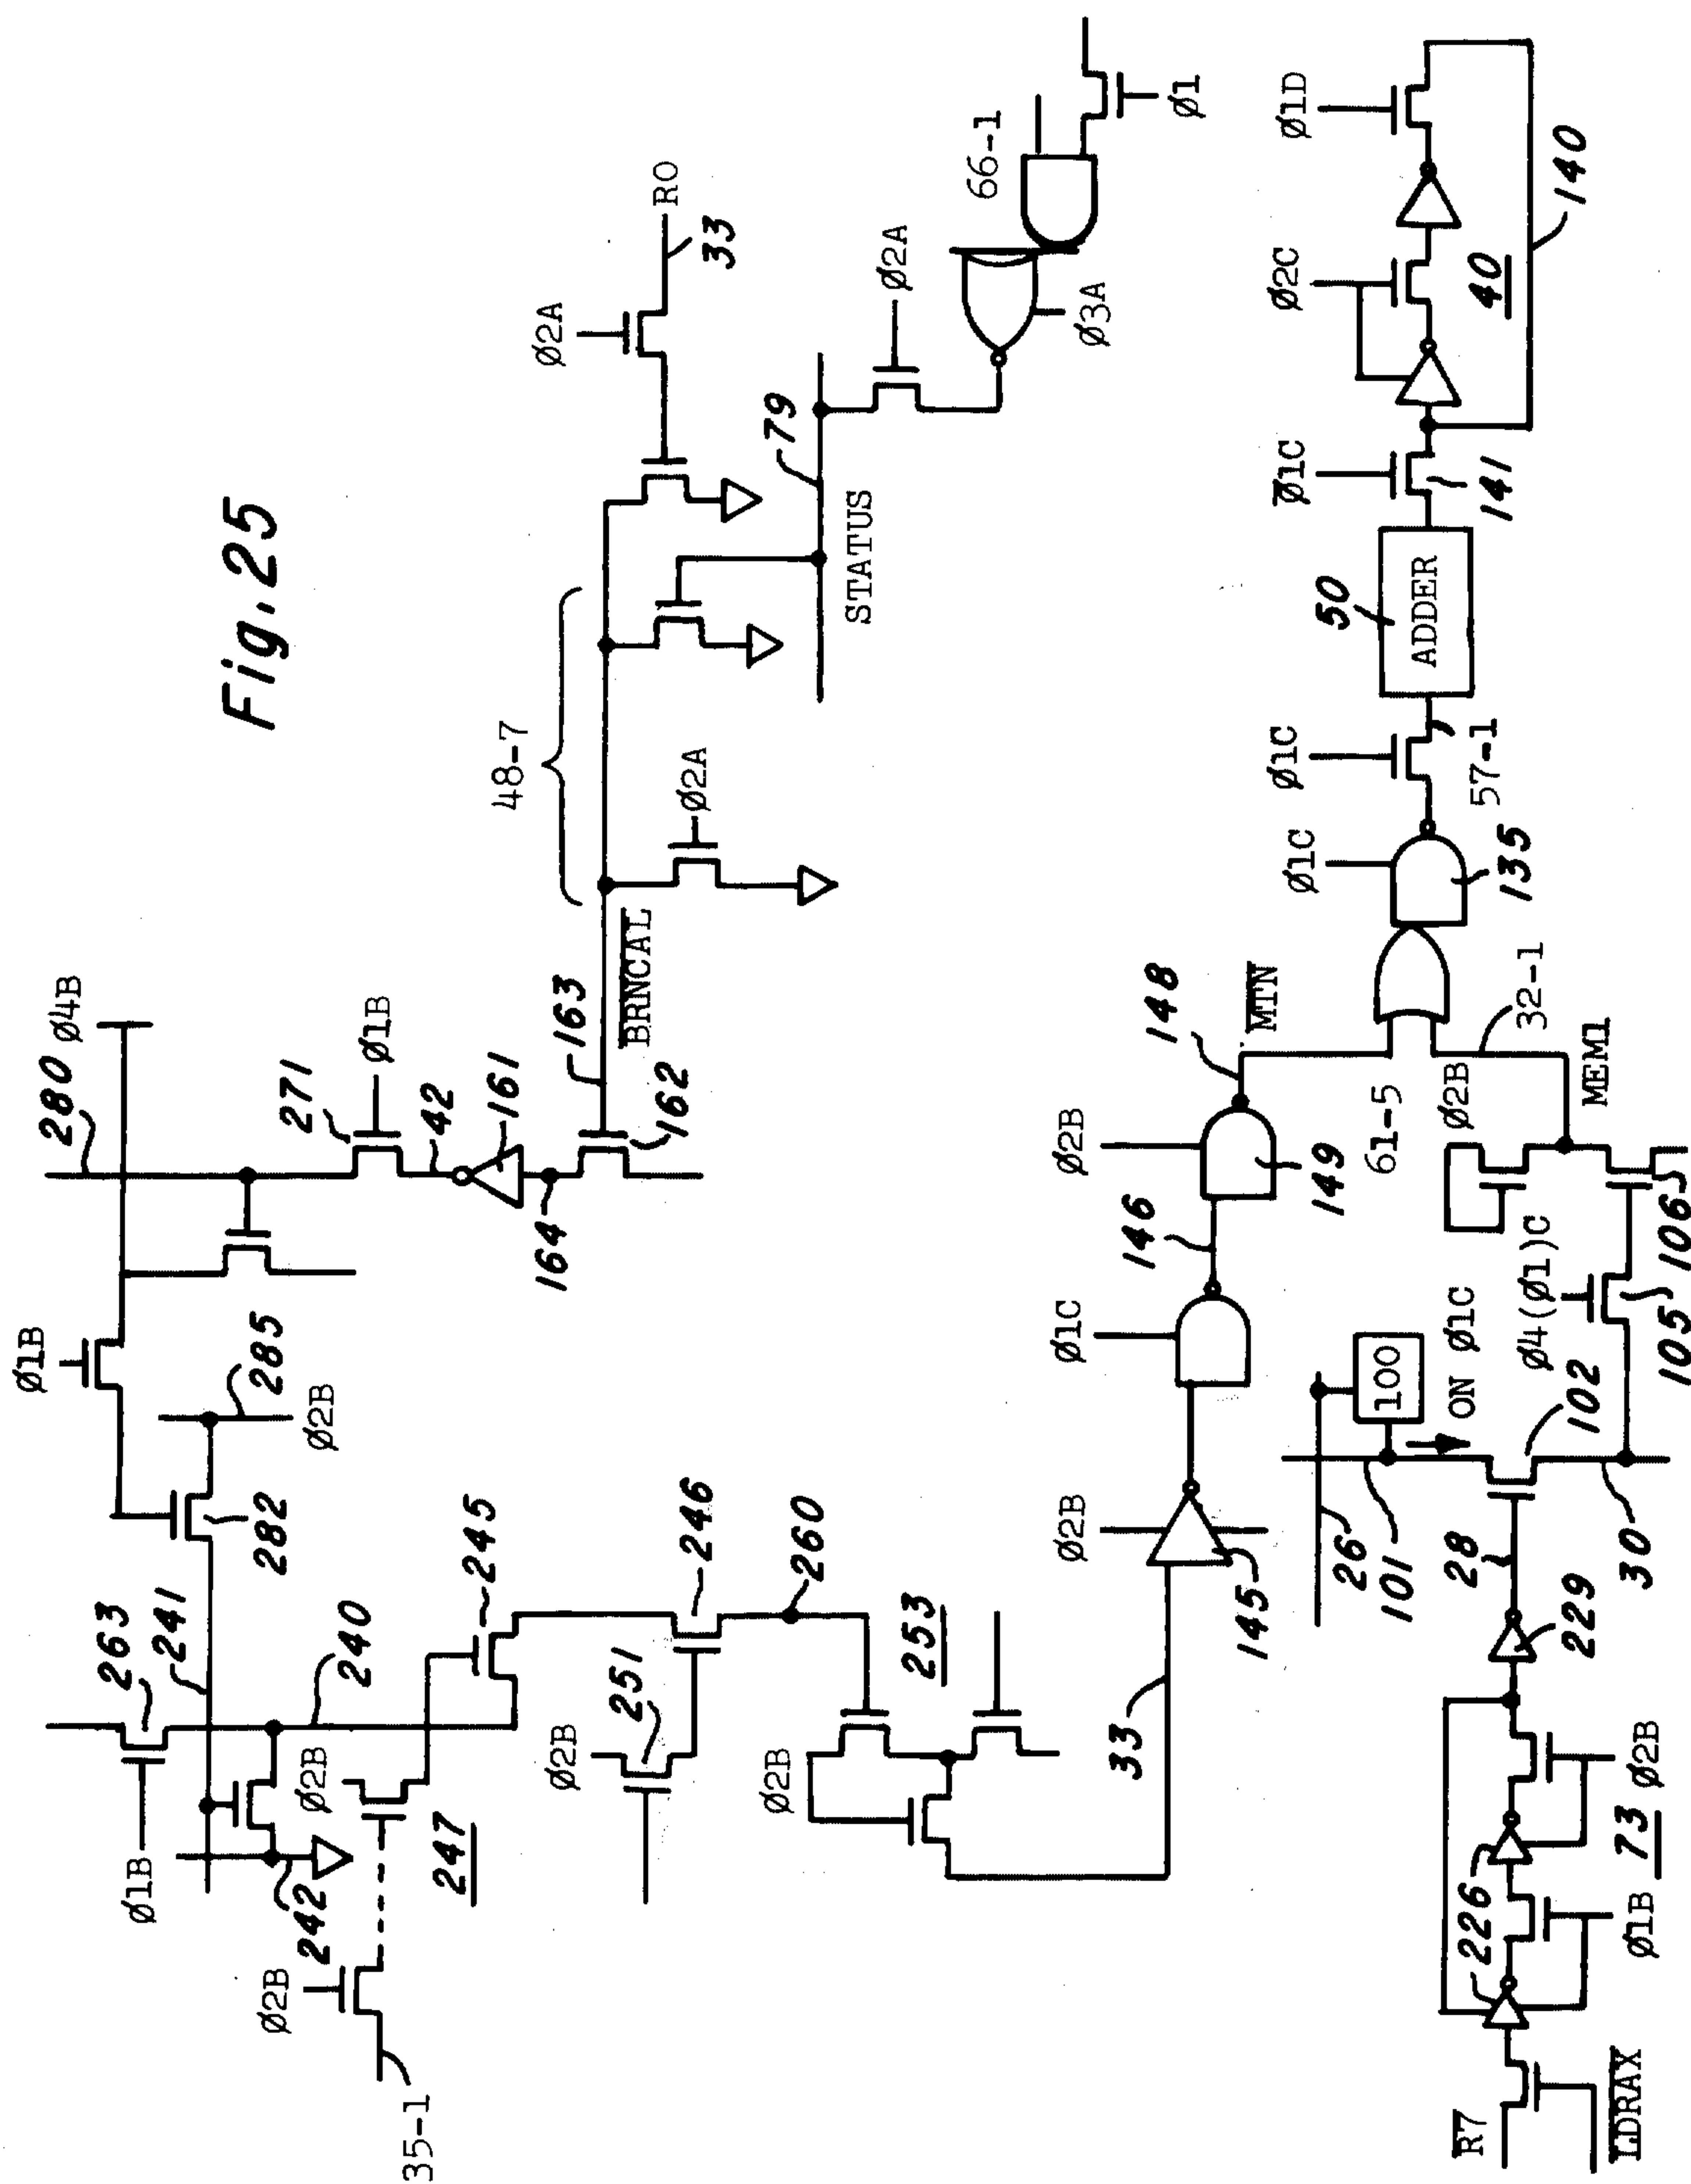 Fig.25
Ø1B
280
Ø4B
263
Ø1B
241
285
282
Ø2B
242
Ø2B
240
Ø2B
271
Ø1B
35-1
247
245
42
161
48-7
Ø2A
Ø2B
251
246
164
163
BRNCAL
162
Ø2A
33
RO
260
Ø2B
253
79
STATUS
Ø2A
66-1
Ø3A
Ø1
33
Ø2B
145
Ø1C
146
Ø2B
149
148
MTN
26
101
100
ON Ø1C
61-5
Ø1C
135
Ø1C
57-1
50
ADDER
Ø1C
141
Ø2C
Ø1D
40
140
R7
LDRAX
226
Ø1B
73
Ø2B
229
28
102
30
Ø4(Ø1)C
105
106
Ø2B
MEM1
32-1